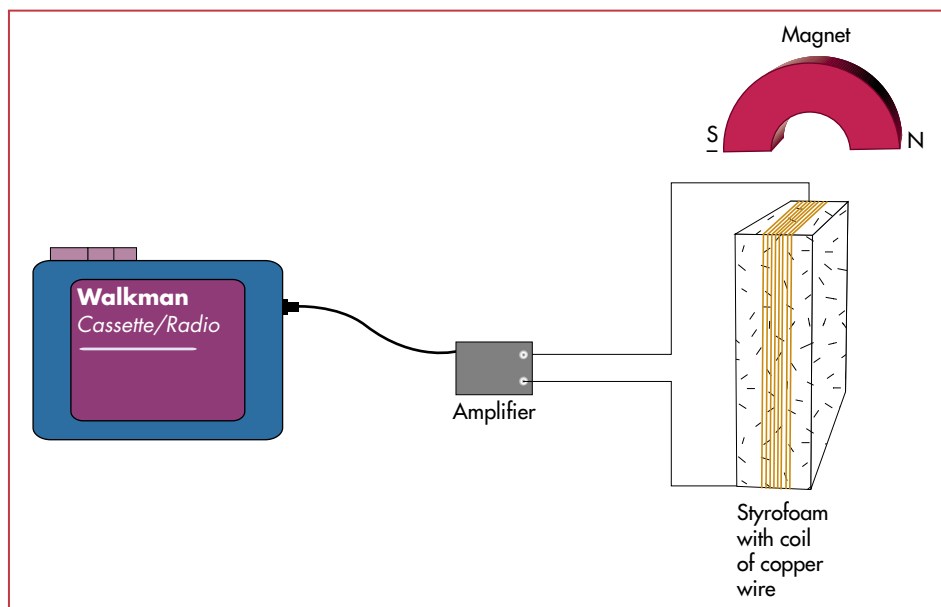 Magnet
S
N
Walkman
Cassette/Radio
Amplifier
Styrofoam
with coil
of copper
wire